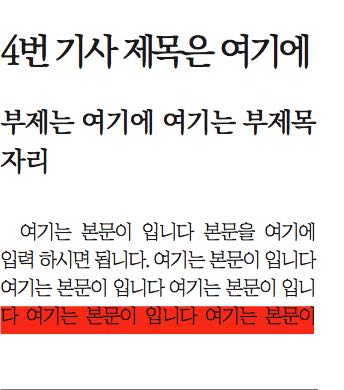 4번 기사 제목은 여기에
부제는 여기에 여기는 부제목
자리
여기는 본문이 입니다 본문을 여기에
입력 하시면 됩니다. 여기는 본문이 입니다
여기는 본문이 입니다 여기는 본문이 입니
다 여기는 본문이 입니다 여기는 본문이